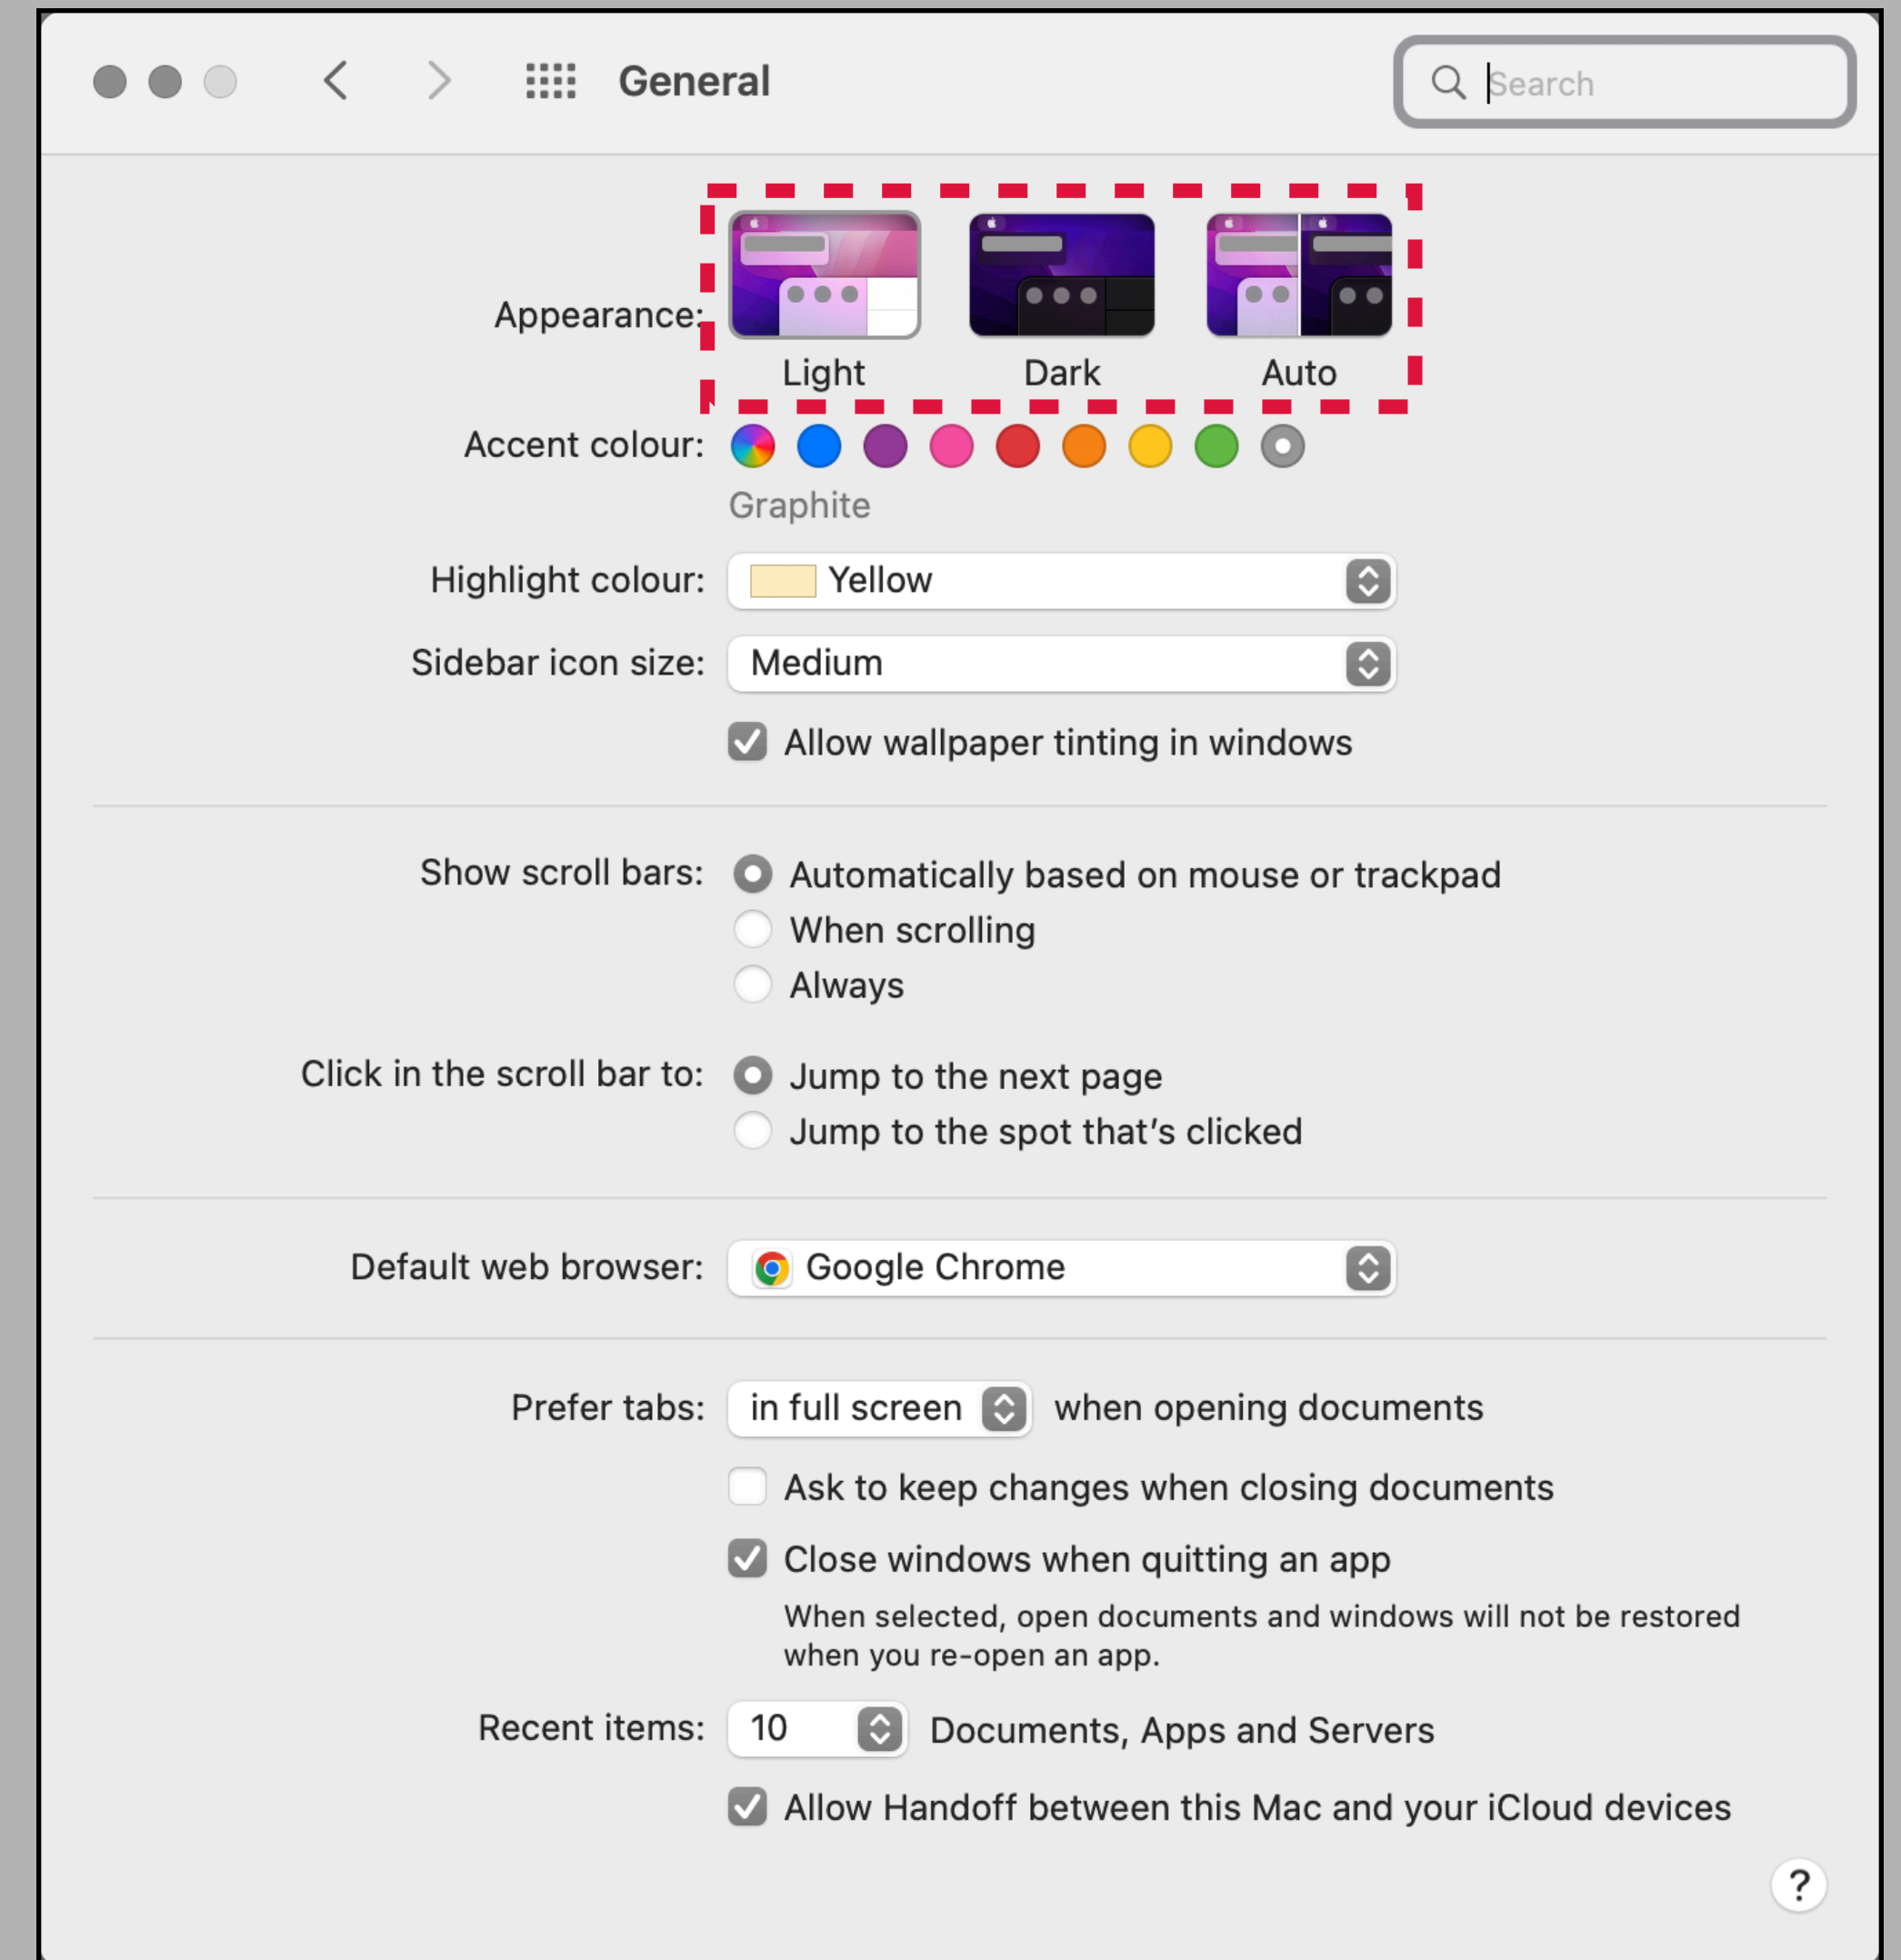 General
Search
Appearance:
Light Dark Auto
Accent colour:
Graphite
Highlight colour: Yellow
Sidebar icon size: Medium
Allow wallpaper tinting in windows
Show scroll bars: Automatically based on mouse or trackpad
When scrolling
Always
Click in the scroll bar to: Jump to the next page
Jump to the spot that's clicked
Default web browser: Google Chrome
Prefer tabs: in full screen when opening documents
Ask to keep changes when closing documents
Close windows when quitting an app
When selected, open documents and windows will not be restored
when you re-open an app.
Recent items: 10 Documents, Apps and Servers
Allow Handoff between this Mac and your iCloud devices
?